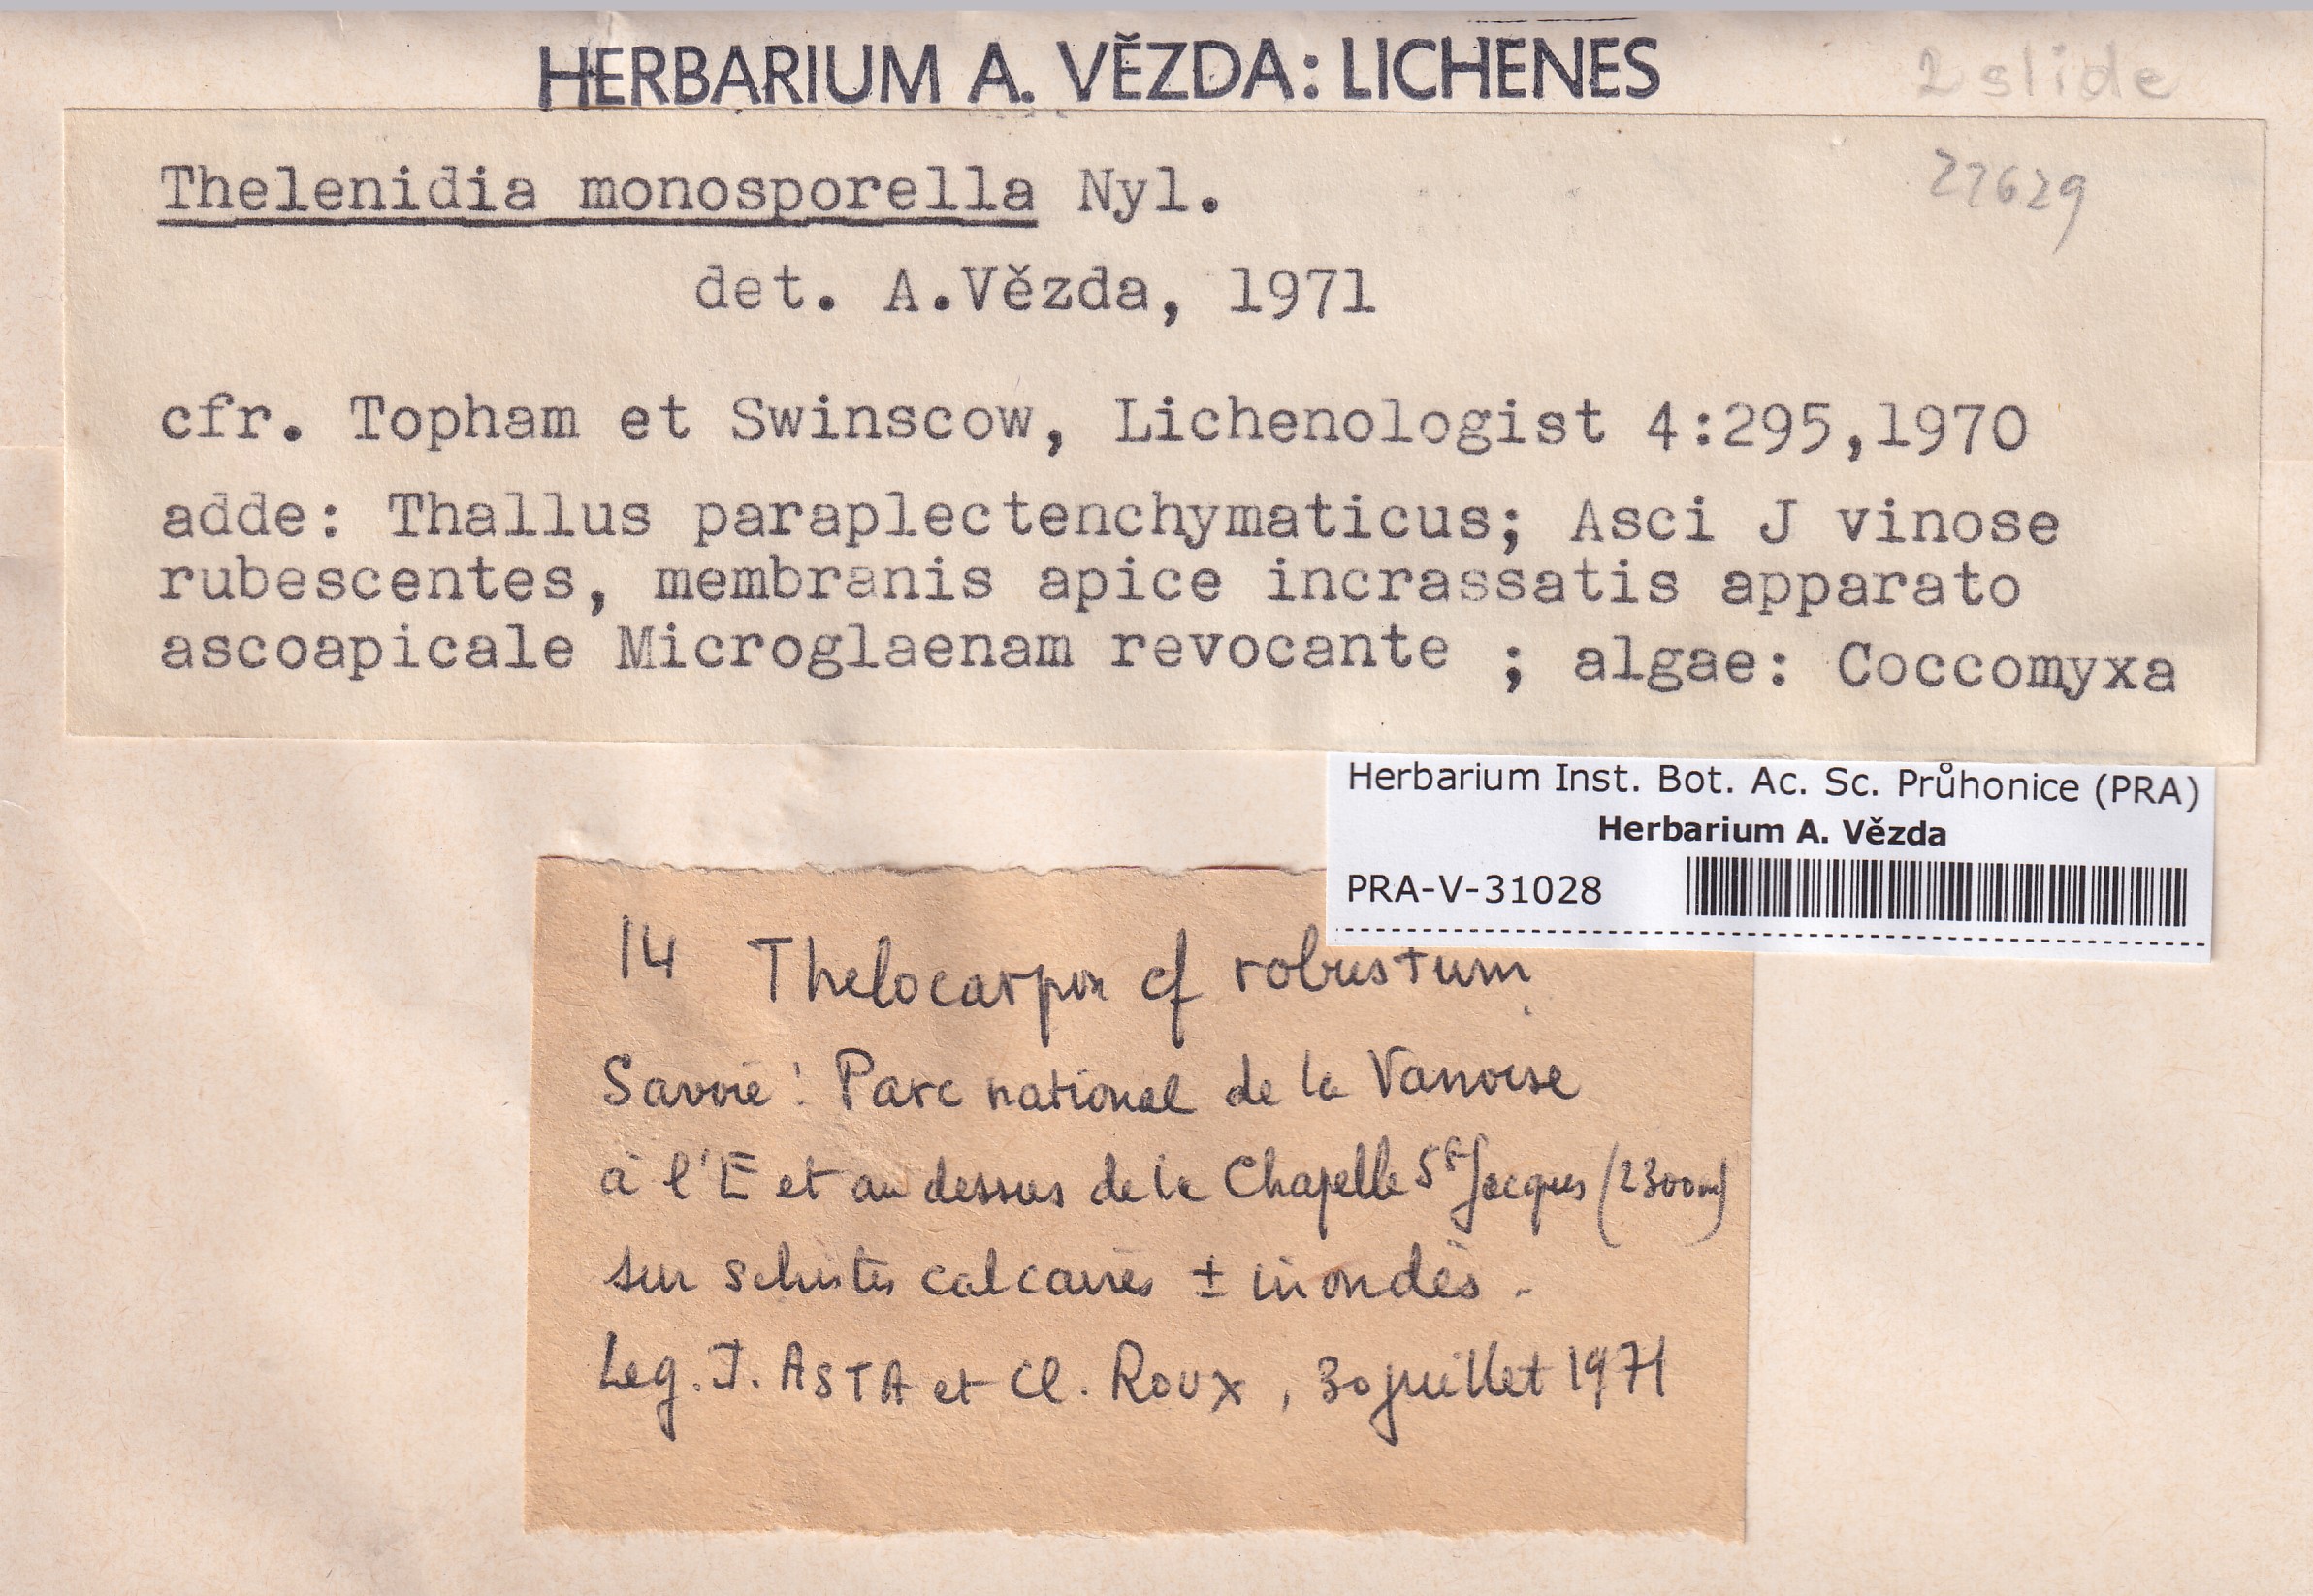 HERBARIUM A. VĚZDA: LICHENES
2 slide
Thelenidia monosporella Nyl.
22629
det. A.Vězda, 1971
cfr. Topham et Swinscow, Lichenologist 4:295,1970
adde: Thallus paraplectenchymaticus; Asci J vinose
rubescentes, membranis apice incrassatis apparato
ascoapicale Microglaenam revocante ; algae: Coccomyxa
Herbarium Inst. Bot. Ac. Sc. Průhonice (PRA)
Herbarium A. Vězda
PRA-V-31028
14 Thelocarpon cf robustum
Savoie : Parc national de la Vanoise
à l'E et au dessus de la Chapelle St Jacques (2300m)
sur schistes calcaires ± inondés.
Leg. J. ASTA et Cl. ROUX, 30 juillet 1971